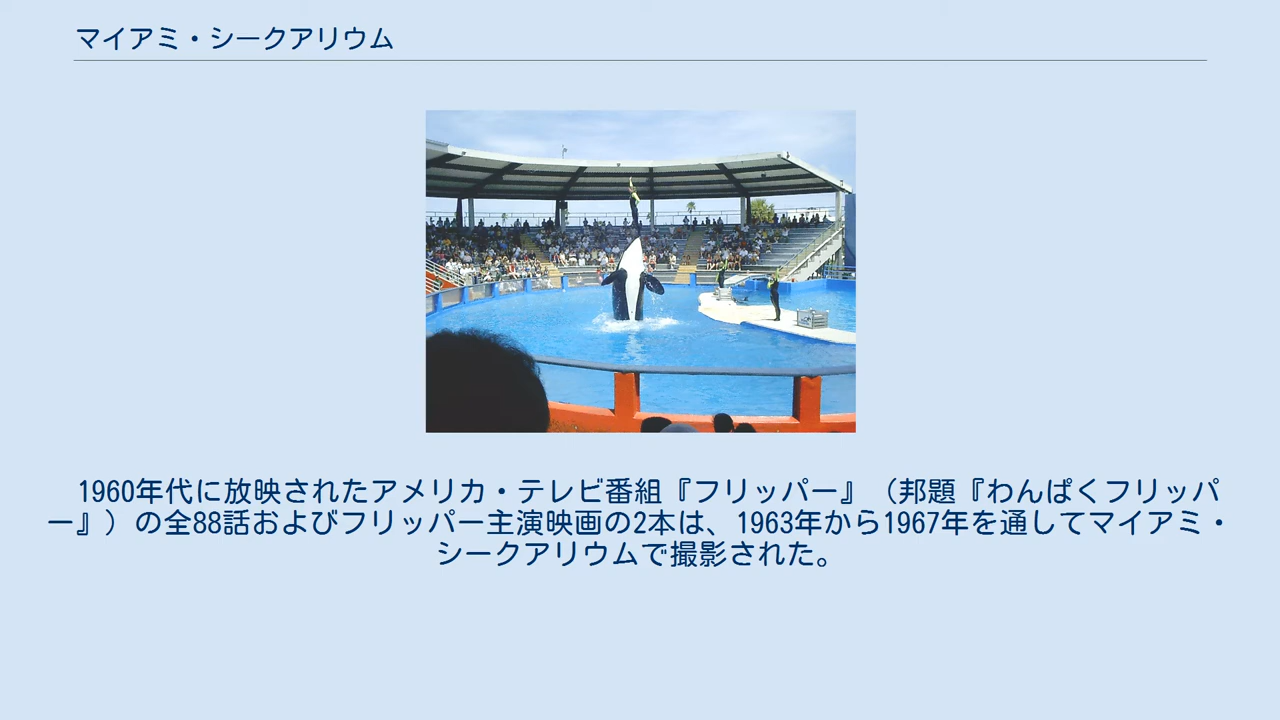 マイアミ・シークアリウム
1960年代に放映されたアメリカ・テレビ番組『フリッパー』（邦題『わんぱくフリッパ
ー』）の全88話およびフリッパー主演映画の2本は、1963年から1967年を通してマイアミ・
シークアリウムで撮影された。